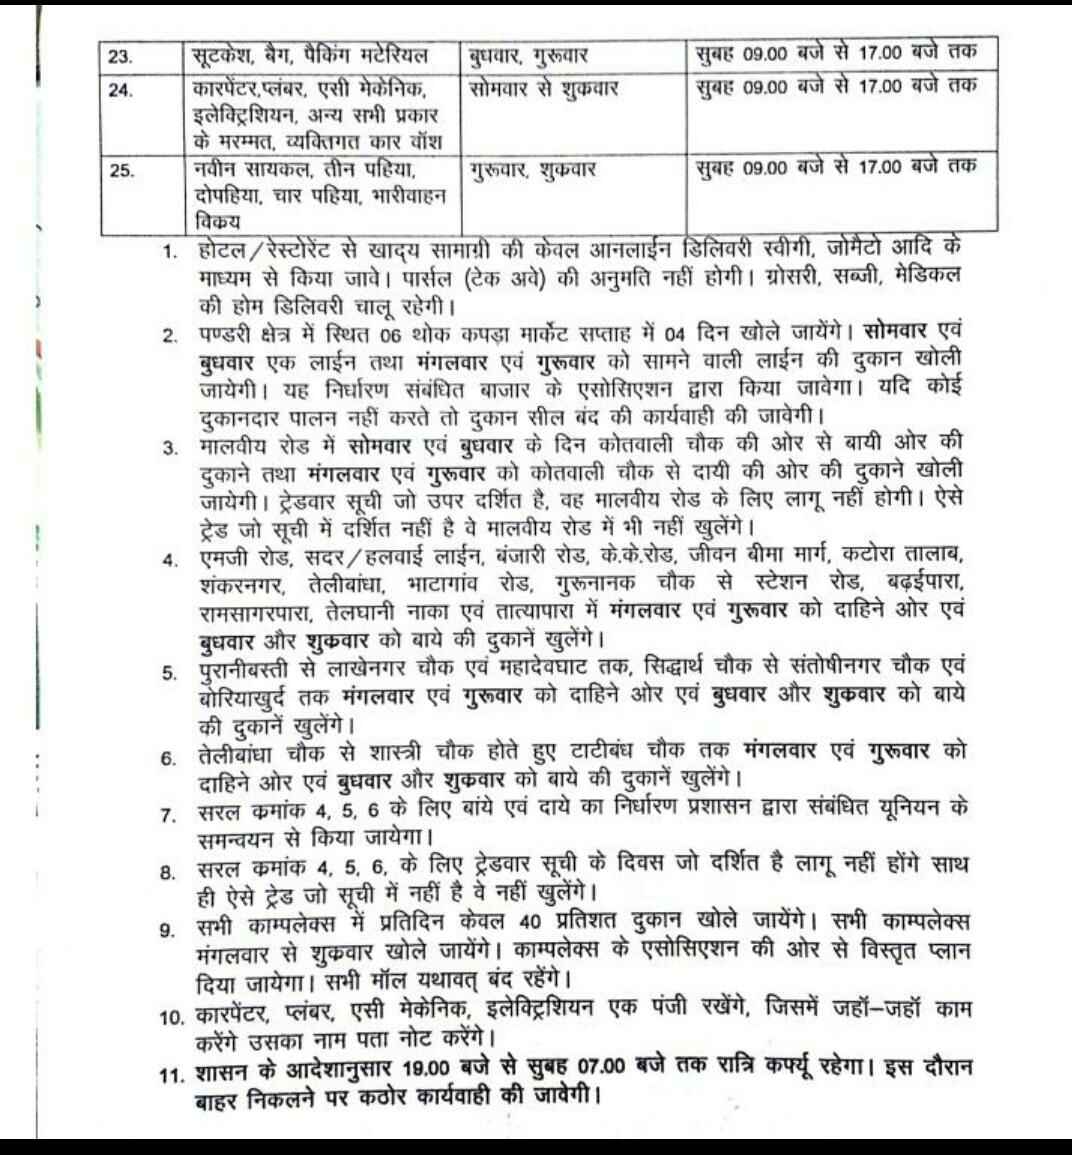 23. सूटकेश, बैग, पैकिंग मटेरियल बुधवार, गुरूवार सुबह 09.00 बजे से 17.00 बजे तक
24. कारपेंटर,प्लंबर, एसी मेकेनिक, सोमवार से शुकवार सुबह 09.00 बजे से 17.00 बजे तक
इलेक्ट्रिशियन, अन्य सभी प्रकार
के मरम्मत, व्यक्तिगत कार वॉश
25. नवीन सायकल, तीन पहिया, गुरूवार, शुकवार सुबह 09.00 बजे से 17.00 बजे तक
दोपहिया, चार पहिया, भारीवाहन
विकय
1. होटल/रेस्टोरेंट से खाद्य सामाग्री की केवल आनलाईन डिलिवरी स्वीगी, जोमैटो आदि के
माध्यम से किया जावे। पार्सल (टेक अवे) की अनुमति नहीं होगी। ग्रोसरी, सब्जी, मेडिकल
की होम डिलिवरी चालू रहेगी।
2. पण्डरी क्षेत्र में स्थित 06 थोक कपड़ा मार्केट सप्ताह में 04 दिन खोले जायेंगे। सोमवार एवं
बुधवार एक लाईन तथा मंगलवार एवं गुरूवार को सामने वाली लाईन की दुकान खोली
जायेगी। यह निर्धारण संबंधित बाजार के एसोसिएशन द्वारा किया जावेगा। यदि कोई
दुकानदार पालन नहीं करते तो दुकान सील बंद की कार्यवाही की जावेगी।
3. मालवीय रोड में सोमवार एवं बुधवार के दिन कोतवाली चौक की ओर से बायी ओर की
दुकाने तथा मंगलवार एवं गुरूवार को कोतवाली चौक से दायी की ओर की दुकाने खोली
जायेगी। ट्रेडवार सूची जो उपर दर्शित है, वह मालवीय रोड के लिए लागू नहीं होगी। ऐसे
ट्रेड जो सूची में दर्शित नहीं है वे मालवीय रोड में भी नहीं खुलेंगे।
4. एमजी रोड, सदर/हलवाई लाईन, बंजारी रोड, के.के.रोड, जीवन बीमा मार्ग, कटोरा तालाब,
शंकरनगर, तेलीबांधा, भाटागांव रोड, गुरूनानक चौक से स्टेशन रोड, बढ़ईपारा,
रामसागरपारा, तेलघानी नाका एवं तात्यापारा में मंगलवार एवं गुरूवार को दाहिने ओर एवं
बुधवार और शुकवार को बाये की दुकानें खुलेंगे।
5. पुरानीबस्ती से लाखेनगर चौक एवं महादेवघाट तक, सिद्धार्थ चौक से संतोषीनगर चौक एवं
बोरियाखुर्द तक मंगलवार एवं गुरूवार को दाहिने ओर एवं बुधवार और शुकवार को बाये
की दुकानें खुलेंगे।
6. तेलीबांधा चौक से शास्त्री चौक होते हुए टाटीबंध चौक तक मंगलवार एवं गुरूवार को
दाहिने ओर एवं बुधवार और शुकवार को बाये की दुकानें खुलेंगे।
7. सरल कमांक 4, 5, 6 के लिए बांये एवं दाये का निर्धारण प्रशासन द्वारा संबंधित यूनियन के
समन्वयन से किया जायेगा।
8. सरल कमांक 4, 5, 6, के लिए ट्रेडवार सूची के दिवस जो दर्शित है लागू नहीं होंगे साथ
ही ऐसे ट्रेड जो सूची में नहीं है वे नहीं खुलेंगे।
9. सभी काम्पलेक्स में प्रतिदिन केवल 40 प्रतिशत दुकान खोले जायेंगे। सभी काम्पलेक्स
मंगलवार से शुकवार खोले जायेंगे। काम्पलेक्स के एसोसिएशन की ओर से विस्तृत प्लान
दिया जायेगा। सभी मॉल यथावत् बंद रहेंगे।
10. कारपेंटर, प्लंबर, एसी मेकेनिक, इलेक्ट्रिशियन एक पंजी रखेंगे, जिसमें जहॉ–जहॉ काम
करेंगे उसका नाम पता नोट करेंगे।
11. शासन के आदेशानुसार 19.00 बजे से सुबह 07.00 बजे तक रात्रि कर्फ्यू रहेगा। इस दौरान
बाहर निकलने पर कठोर कार्यवाही की जावेगी।